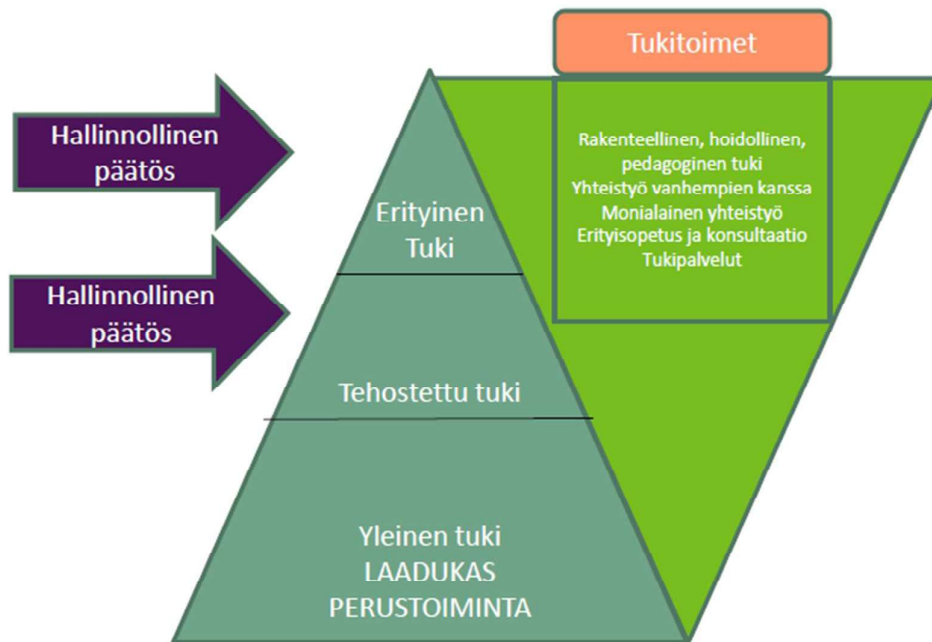 Tukitoimet
Hallinnollinen
päätös
Rakenteellinen, hoidollinen,
pedagoginen tuki
Yhteistyö vanhempien kanssa
Monialainen yhteistyö
Erityisopetus ja konsultaatio
Tukipalvelut
Erityinen
Tuki
Hallinnollinen
päätös
Tehostettu tuki
Yleinen tuki
LAADUKAS
PERUSTOIMINTA